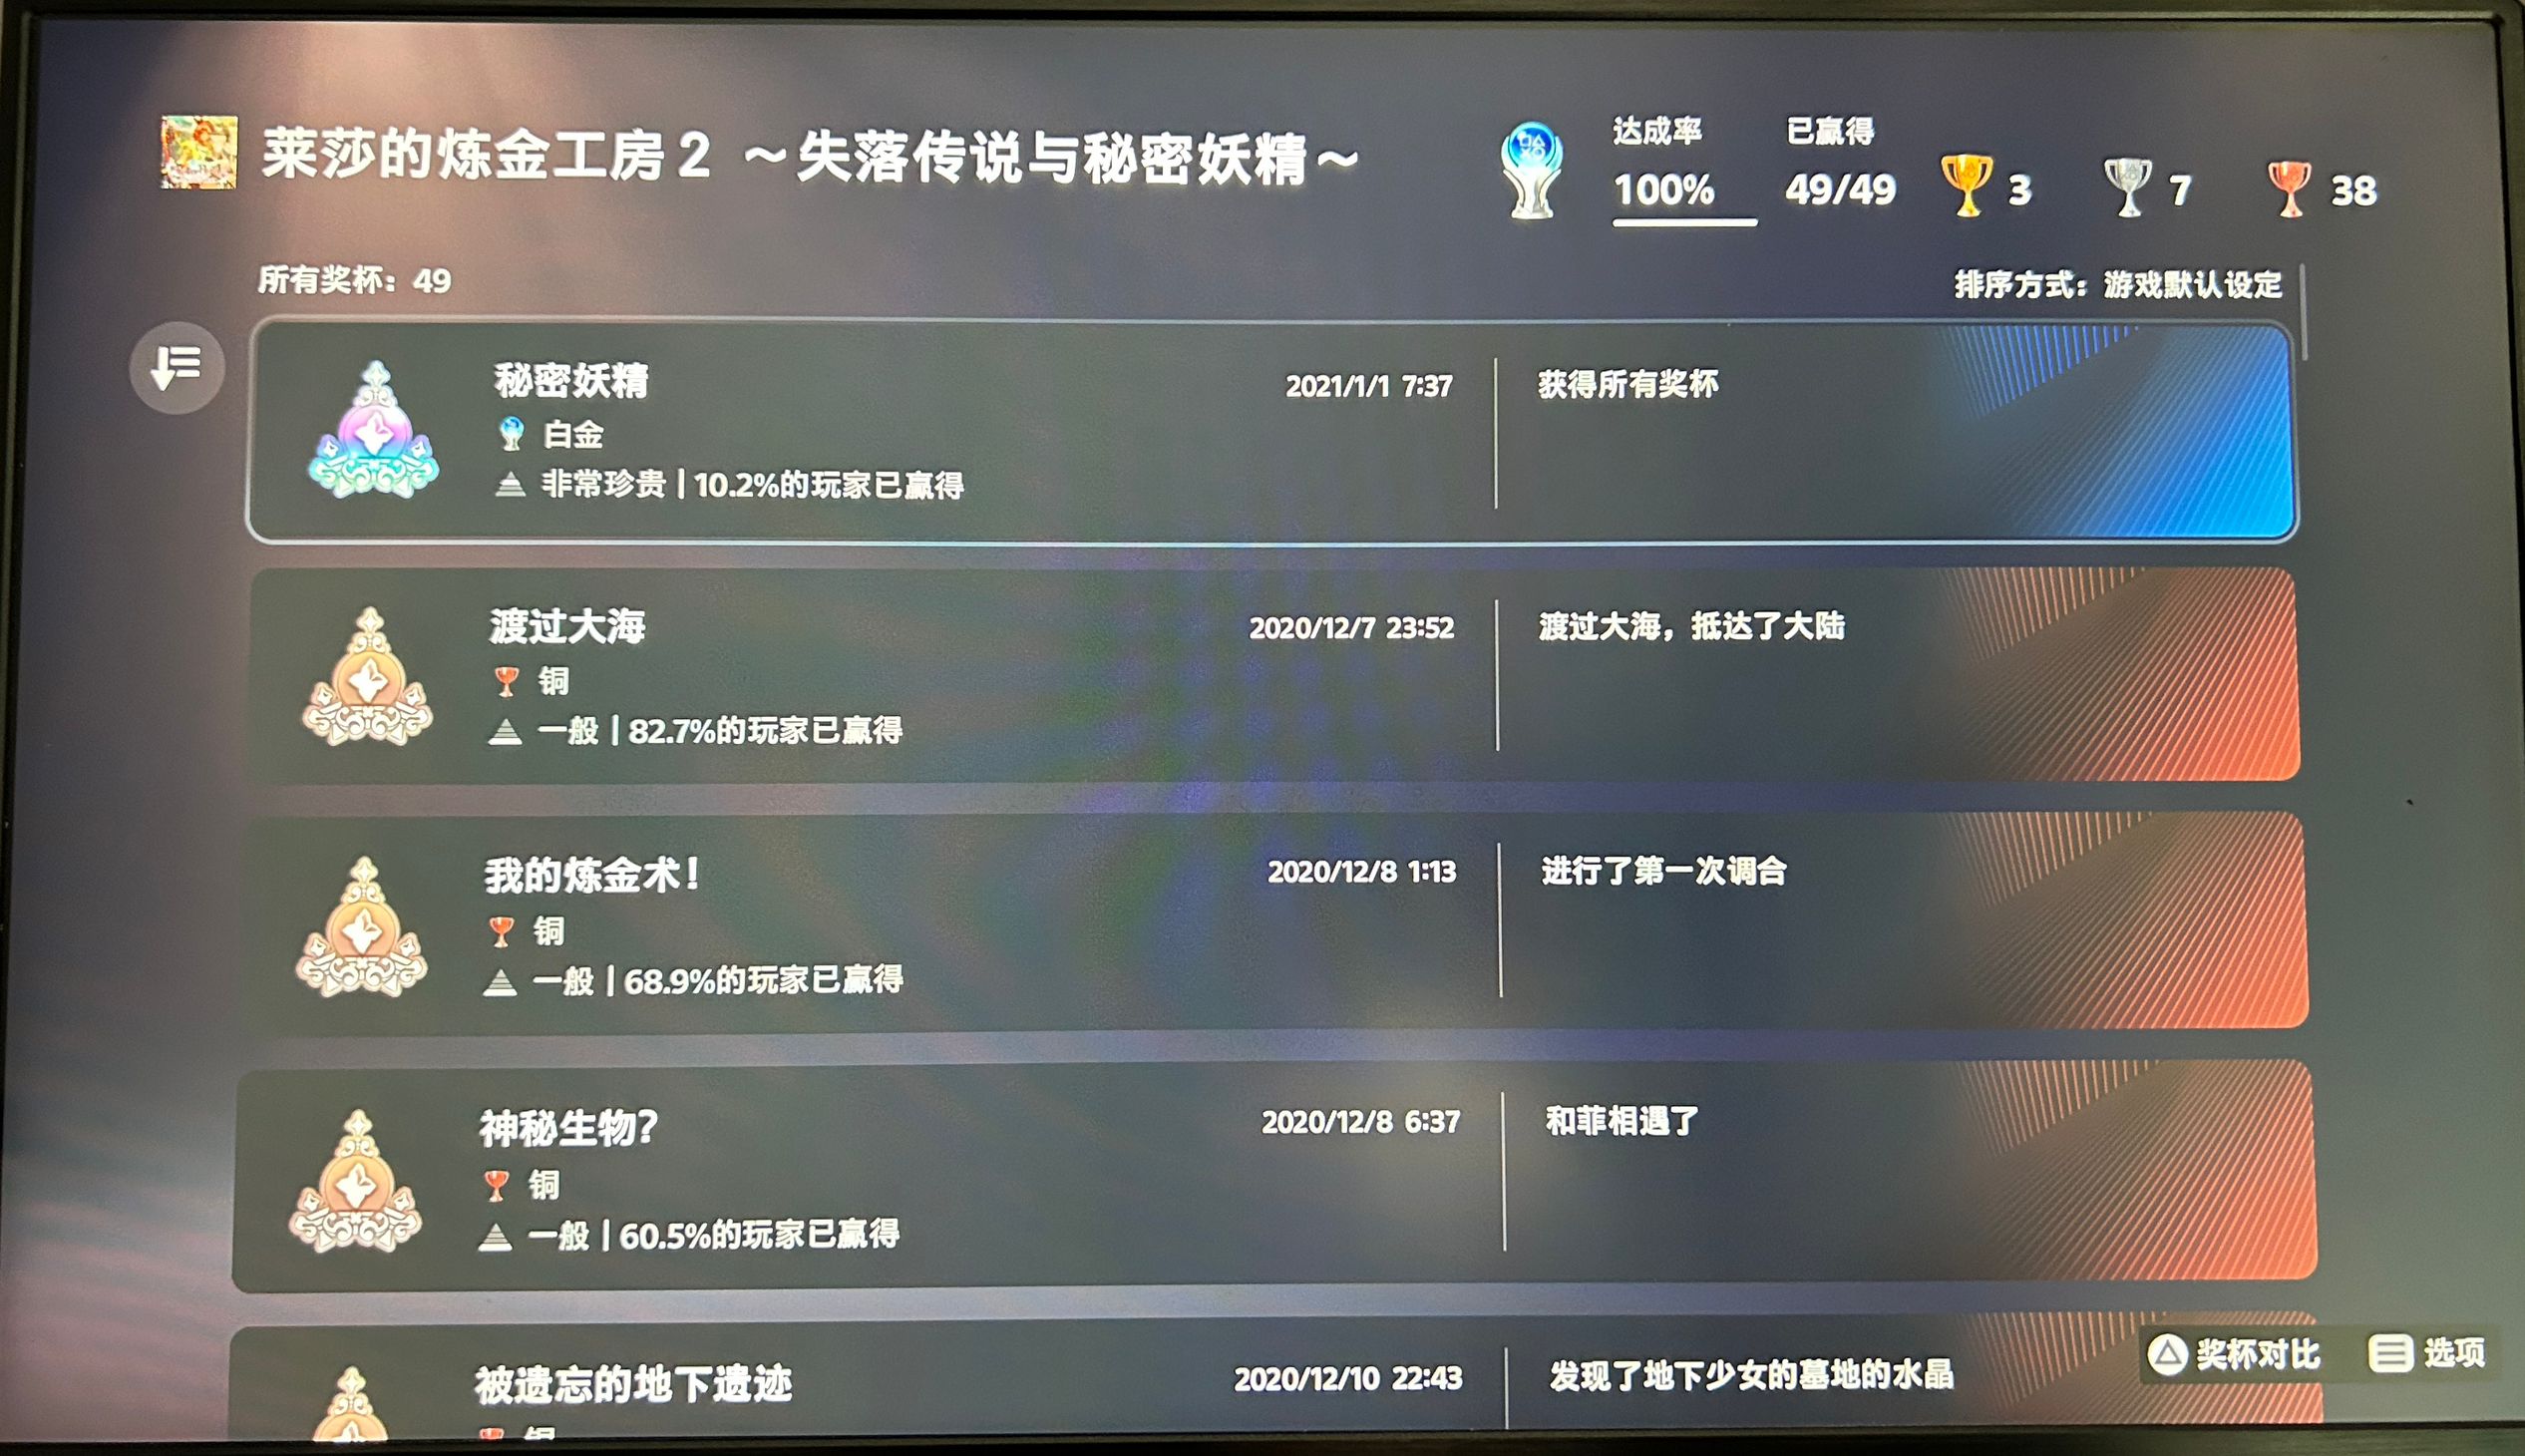 莱莎的炼金工房2 ～失落传说与秘密妖精～
达成率
100%
已赢得
49/49
3
7
38
所有奖杯：49
排序方式：游戏默认设定
秘密妖精
白金
非常珍贵 | 10.2%的玩家已赢得
2021/1/1 7:37
获得所有奖杯
渡过大海
铜
一般 | 82.7%的玩家已赢得
2020/12/7 23:52
渡过大海，抵达了大陆
我的炼金术！
铜
一般 | 68.9%的玩家已赢得
2020/12/8 1:13
进行了第一次调合
神秘生物？
铜
一般 | 60.5%的玩家已赢得
2020/12/8 6:37
和菲相遇了
被遗忘的地下遗迹
铜
2020/12/10 22:43
发现了地下少女的墓地的水晶
奖杯对比
选项